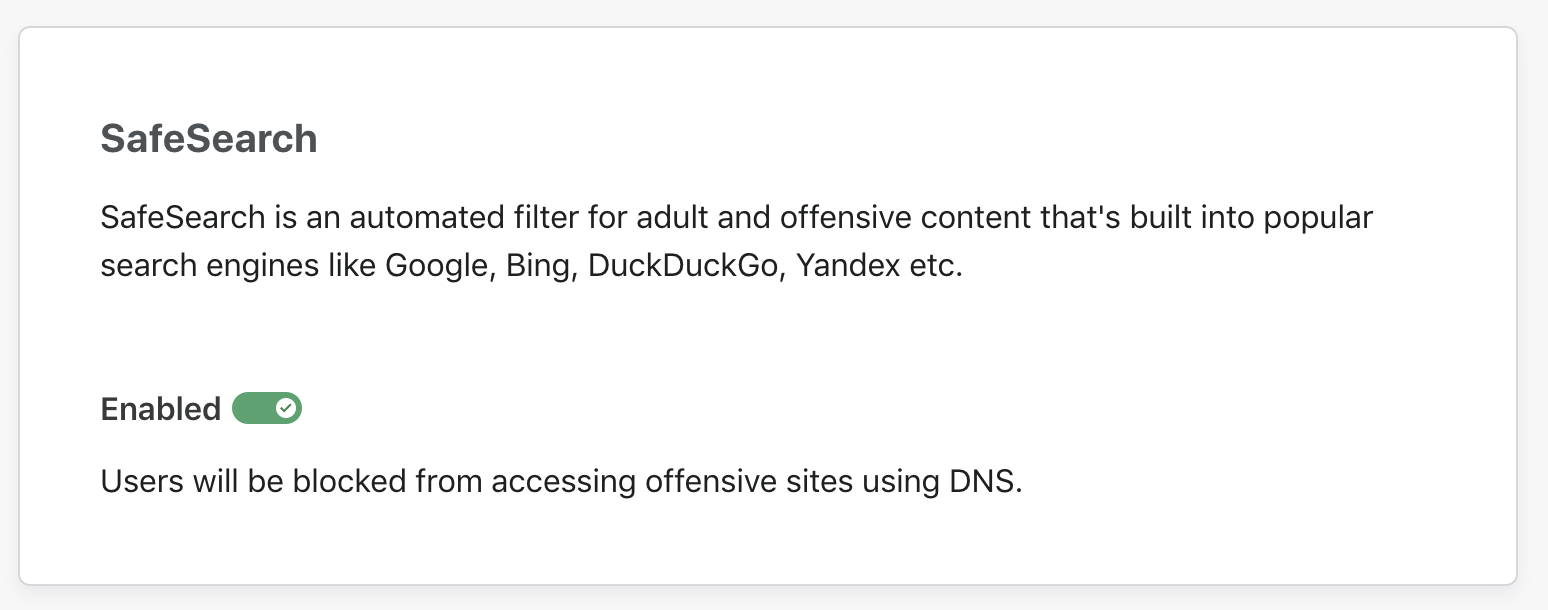 SafeSearch
SafeSearch is an automated filter for adult and offensive content that's built into popular
search engines like Google, Bing, DuckDuckGo, Yandex etc.
Enabled
Users will be blocked from accessing offensive sites using DNS.